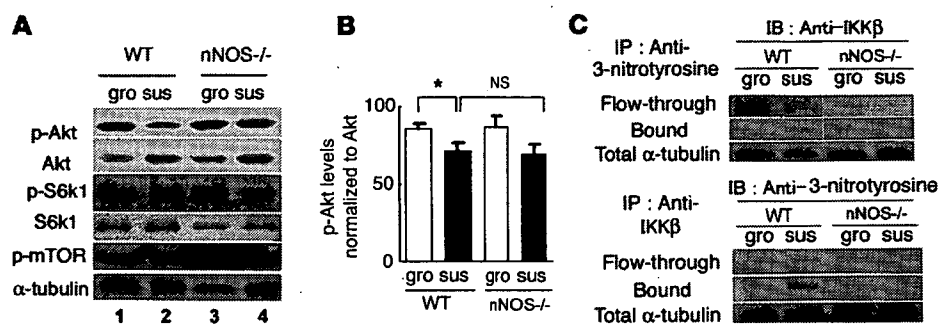 A
WT nNOS-/-
gro sus gro sus
p-Akt
Akt
p-S6k1
S6k1
p-mTOR
α-tubulin
1 2 3 4
B
* NS
100
50
0
p-Akt levels
normalized to Akt
gro sus gro sus
WT nNOS-/-
C
IB : Anti-IKKβ
IP : Anti-
3-nitrotyrosine
WT nNOS-/-
gro sus gro sus
Flow-through
Bound
Total α-tubulin
IB : Anti-3-nitrotyrosine
IP : Anti-
IKKβ
WT nNOS-/-
gro sus gro sus
Flow-through
Bound
Total α-tubulin